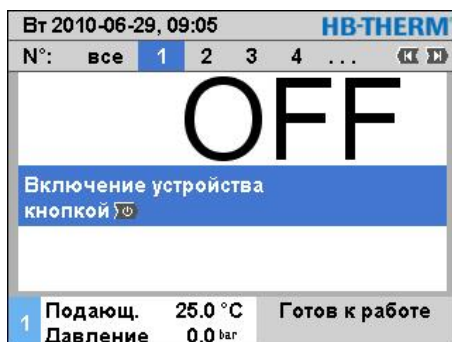 Вт 2010-06-29, 09:05 HB-THERM
N°: все 1 2 3 4 ...
OFF
Включение устройства
кнопкой
1 Подающ. 25.0 °C Готов к работе
Давление 0.0 bar